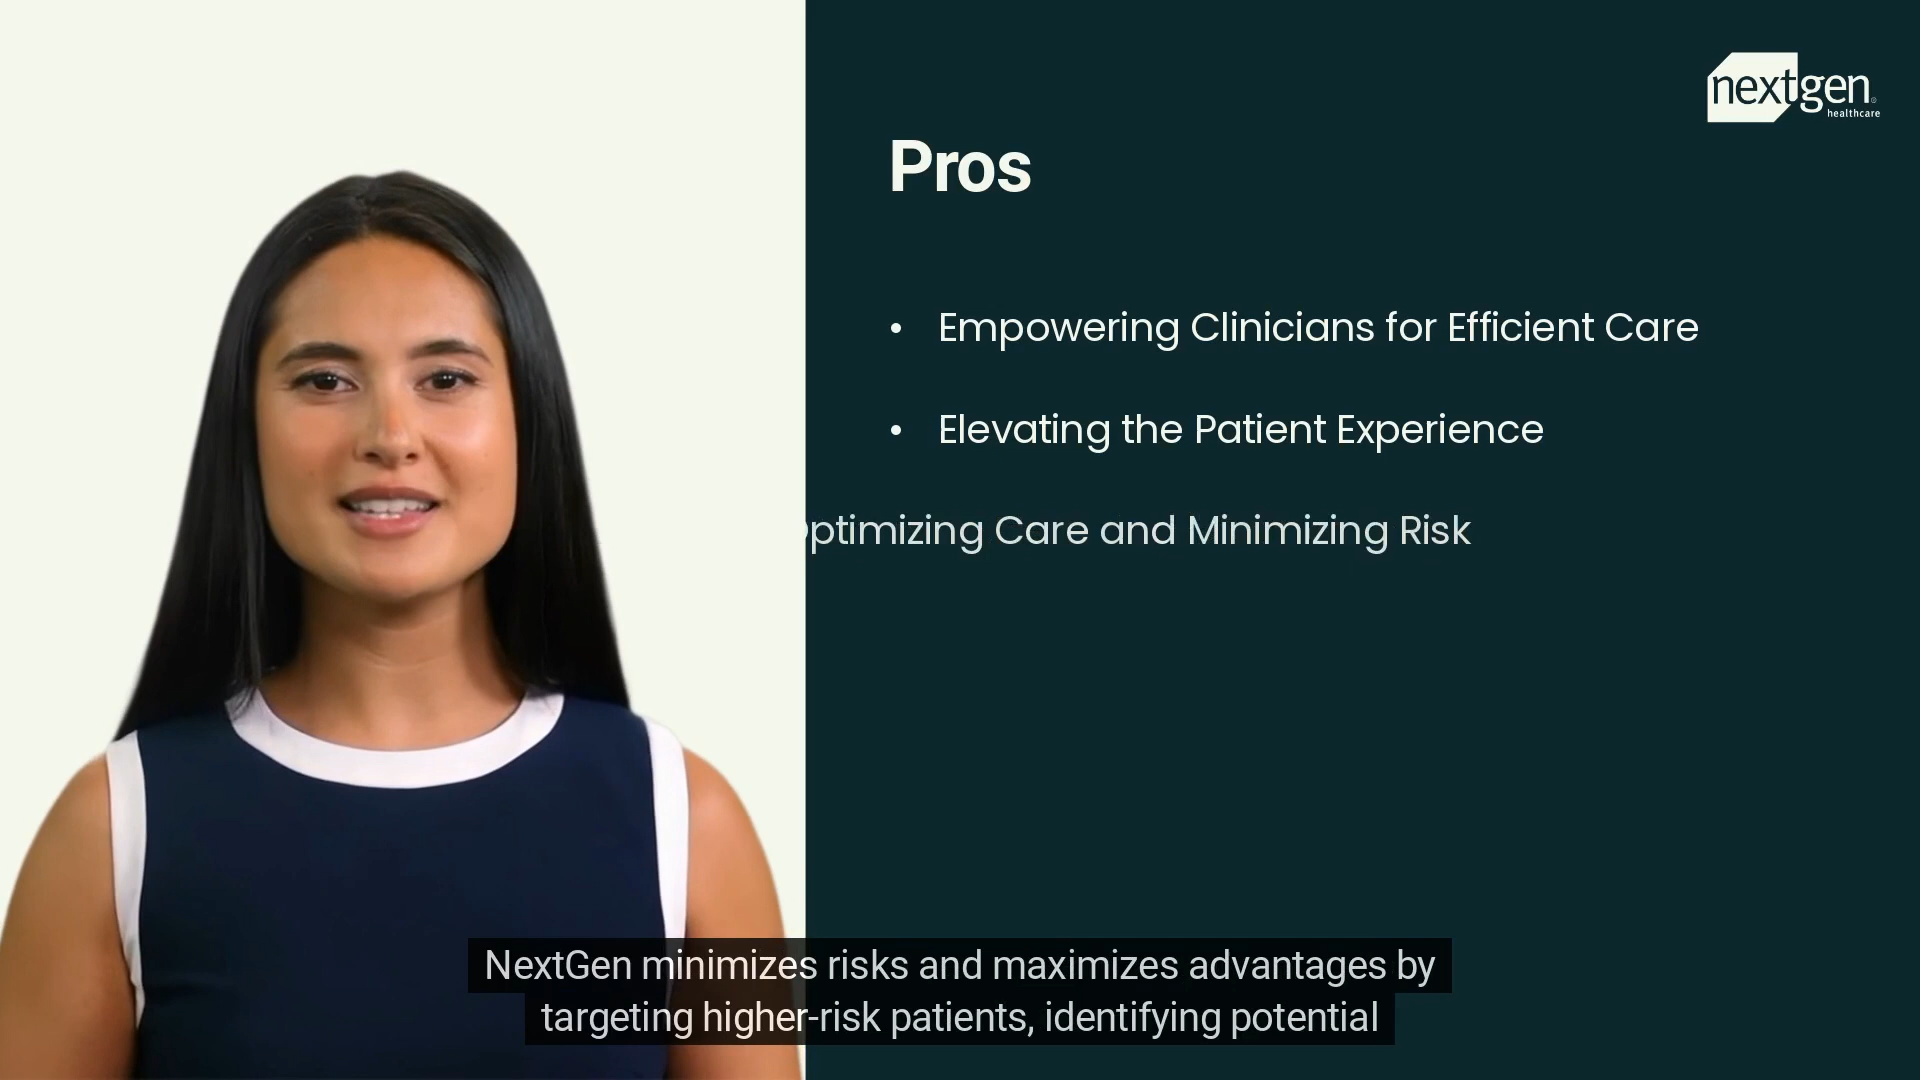 nextgen
healthcare
Pros
• Empowering Clinicians for Efficient Care
• Elevating the Patient Experience
Optimizing Care and Minimizing Risk
NextGen minimizes risks and maximizes advantages by
targeting higher-risk patients, identifying potential